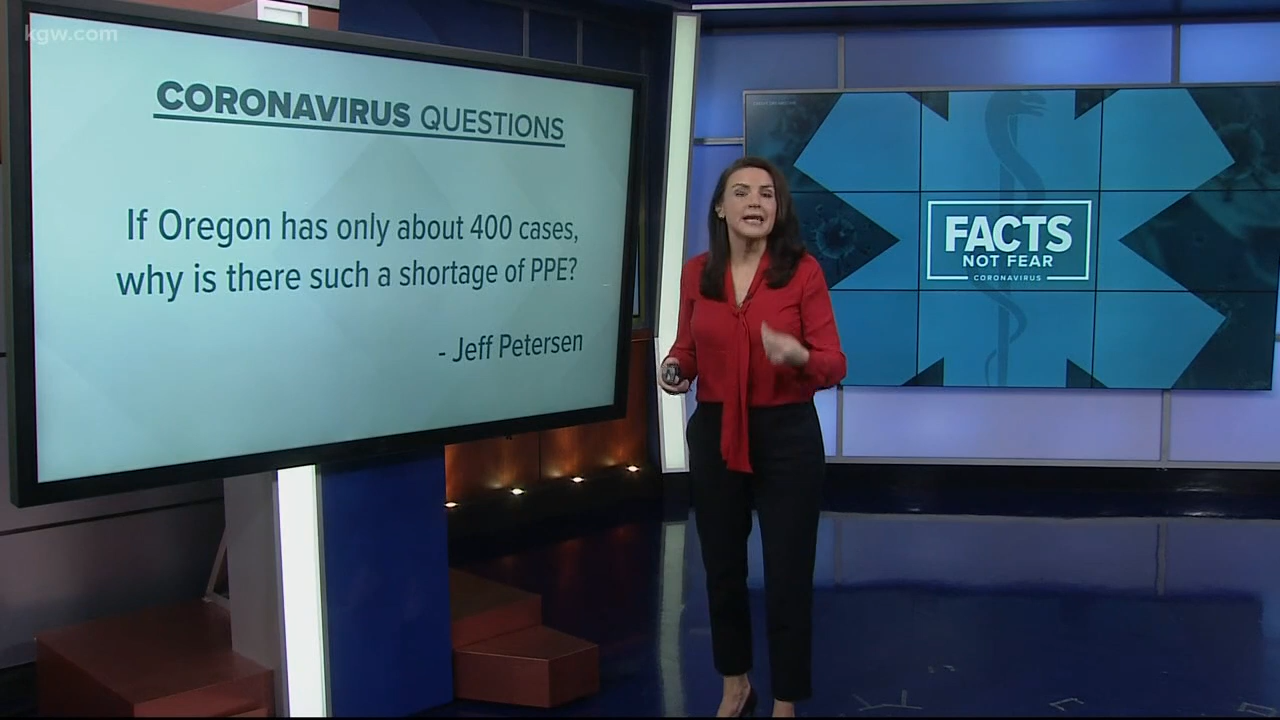 kgw.com
CORONAVIRUS QUESTIONS
If Oregon has only about 400 cases,
why is there such a shortage of PPE?
- Jeff Petersen
FACTS
NOT FEAR
CORONAVIRUS